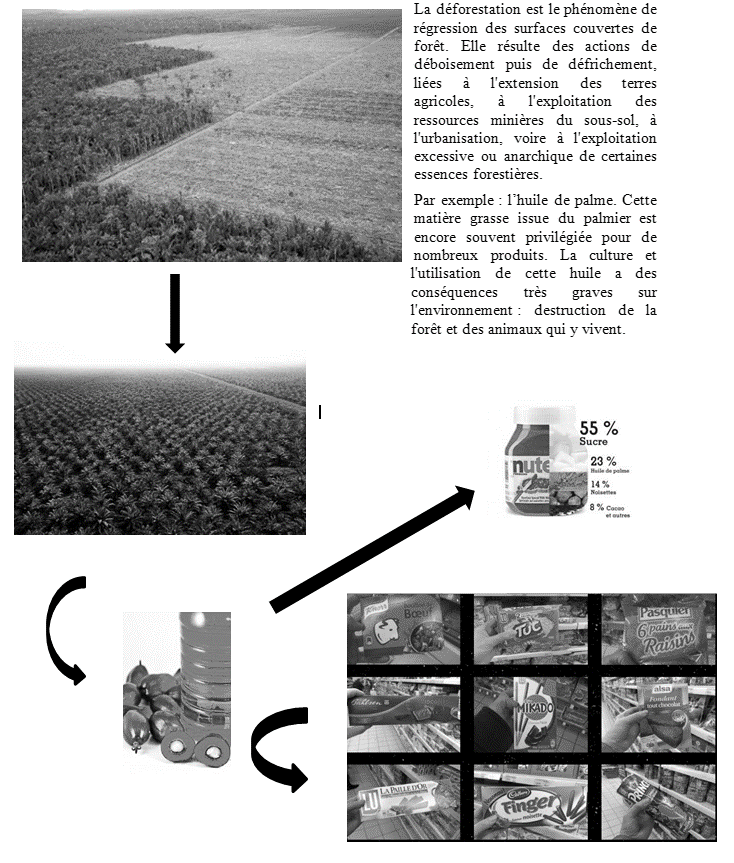 La déforestation est le phénomène de
régression des surfaces couvertes de
forêt. Elle résulte des actions de
déboisement puis de défrichement,
liées à l'extension des terres
agricoles, à l'exploitation des
ressources minières du sous-sol, à
l'urbanisation, voire à l'exploitation
excessive ou anarchique de certaines
essences forestières.
Par exemple : l'huile de palme. Cette
matière grasse issue du palmier est
encore souvent privilégiée pour de
nombreux produits. La culture et
l'utilisation de cette huile a des
conséquences très graves sur
l'environnement : destruction de la
forêt et des animaux qui y vivent.
nute
55 %
Sucre
23 %
Huile de palme
14 %
Noisettes
8 % Cacao
et autres
Knorr
Bœuf
TUC
Pasquier
6 pains aux
Raisins
MIKADO
alsa
Fondant
tout chocolat
LU
LA PAILLE D'OR
Cadbury
Finger
noisette
PRINCE